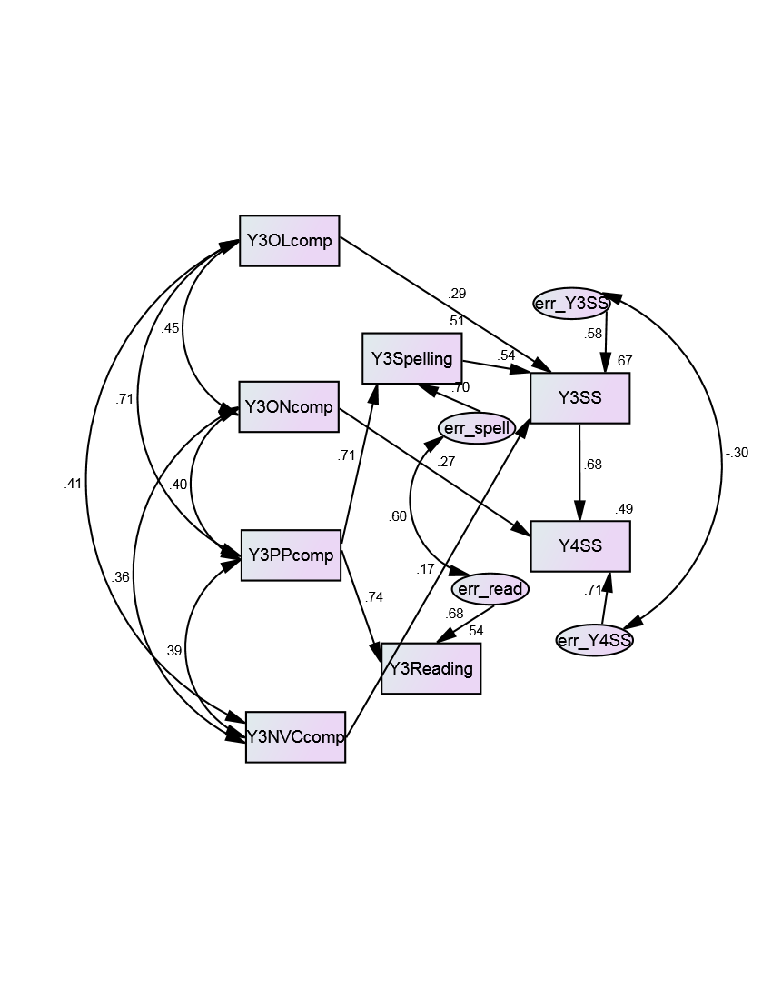 Y3OLcomp
.29
err_Y3SS
.51
.45
.58
Y3Spelling
.54
.67
.70
.71
Y3ONcomp
Y3SS
err_spell
-.30
.71
.27
.68
.41
.40
.60
.49
Y3PPcomp
Y4SS
.17
.36
.74
err_read
.71
.68
.54
err_Y4SS
.39
Y3Reading
Y3NVCcomp